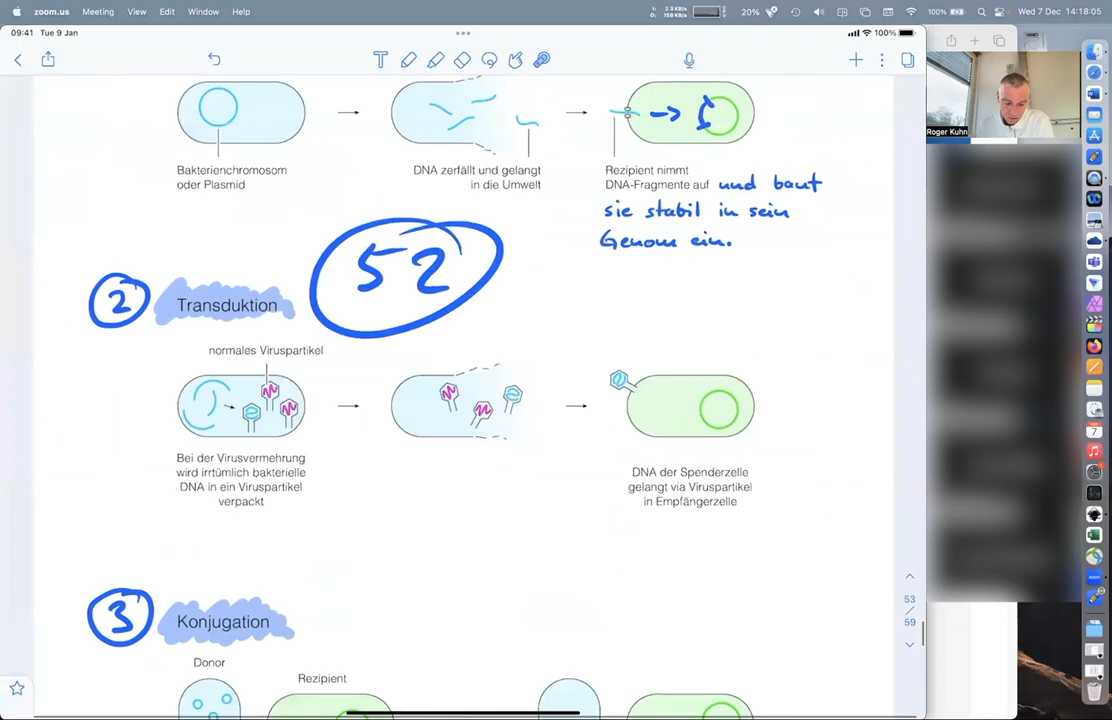 zoom.us Meeting View Edit Window Help
20% 100% Wed 7 Dec 14:18:05
09:41 Tue 9 Jan
100%
Roger Kuhn
Bakterienchromosom
oder Plasmid
DNA zerfällt und gelangt
in die Umwelt
Rezipient nimmt
DNA-Fragmente auf und baut
sie stabil in sein
Genom ein.
52
2 Transduktion
normales Viruspartikel
Bei der Virusvermehrung
wird irrtümlich bakterielle
DNA in ein Viruspartikel
verpackt
DNA der Spenderzelle
gelangt via Viruspartikel
in Empfängerzelle
53
/
59
3 Konjugation
Donor
Rezipient